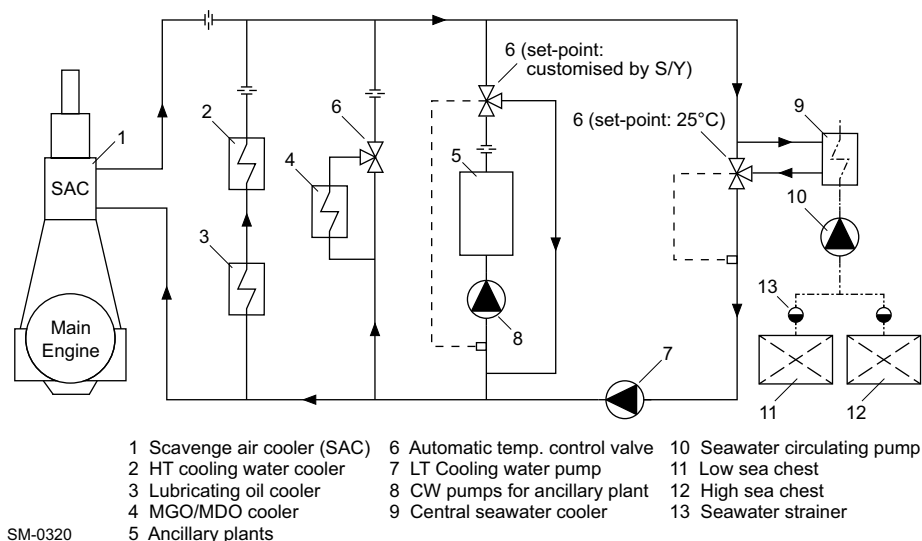 6 (set-point:
customised by S/Y)
6 (set-point: 25°C)
1
2
6
9
SAC
4
5
10
3
13
Main
Engine
8
7
11
12
1 Scavenge air cooler (SAC)
2 HT cooling water cooler
3 Lubricating oil cooler
4 MGO/MDO cooler
5 Ancillary plants
6 Automatic temp. control valve
7 LT Cooling water pump
8 CW pumps for ancillary plant
9 Central seawater cooler
10 Seawater circulating pump
11 Low sea chest
12 High sea chest
13 Seawater strainer
SM-0320